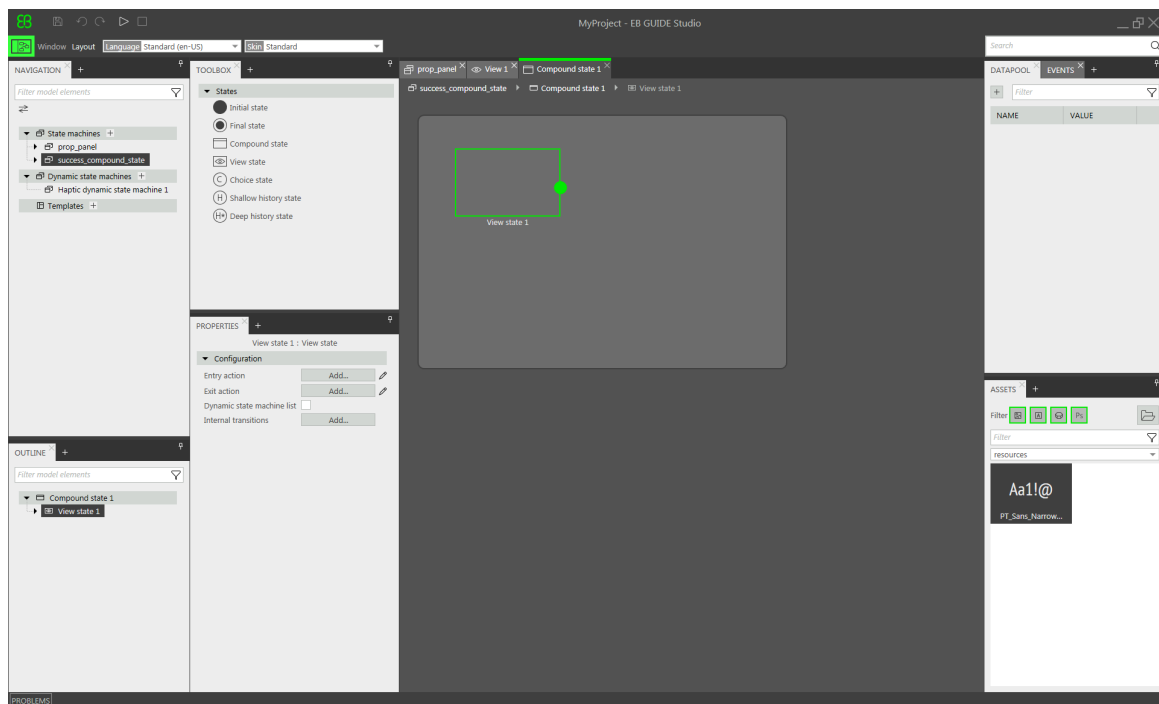 EB
MyProject - EB GUIDE Studio
Window Layout Language Standard (en-US) Skin Standard
Search
NAVIGATION
Filter model elements
State machines
prop_panel
success_compound_state
Dynamic state machines
Haptic dynamic state machine 1
Templates
OUTLINE
Filter model elements
Compound state 1
View state 1
TOOLBOX
States
Initial state
Final state
Compound state
View state
C Choice state
H Shallow history state
H* Deep history state
PROPERTIES
View state 1 : View state
Configuration
Entry action Add...
Exit action Add...
Dynamic state machine list
Internal transitions Add...
prop_panel View 1 Compound state 1
success_compound_state Compound state 1 View state 1
View state 1
DATAPOOL EVENTS
Filter
NAME VALUE
ASSETS
Filter A Ps
Filter
resources
Aa1!@
PT_Sans_Narrow...
PROBLEMS